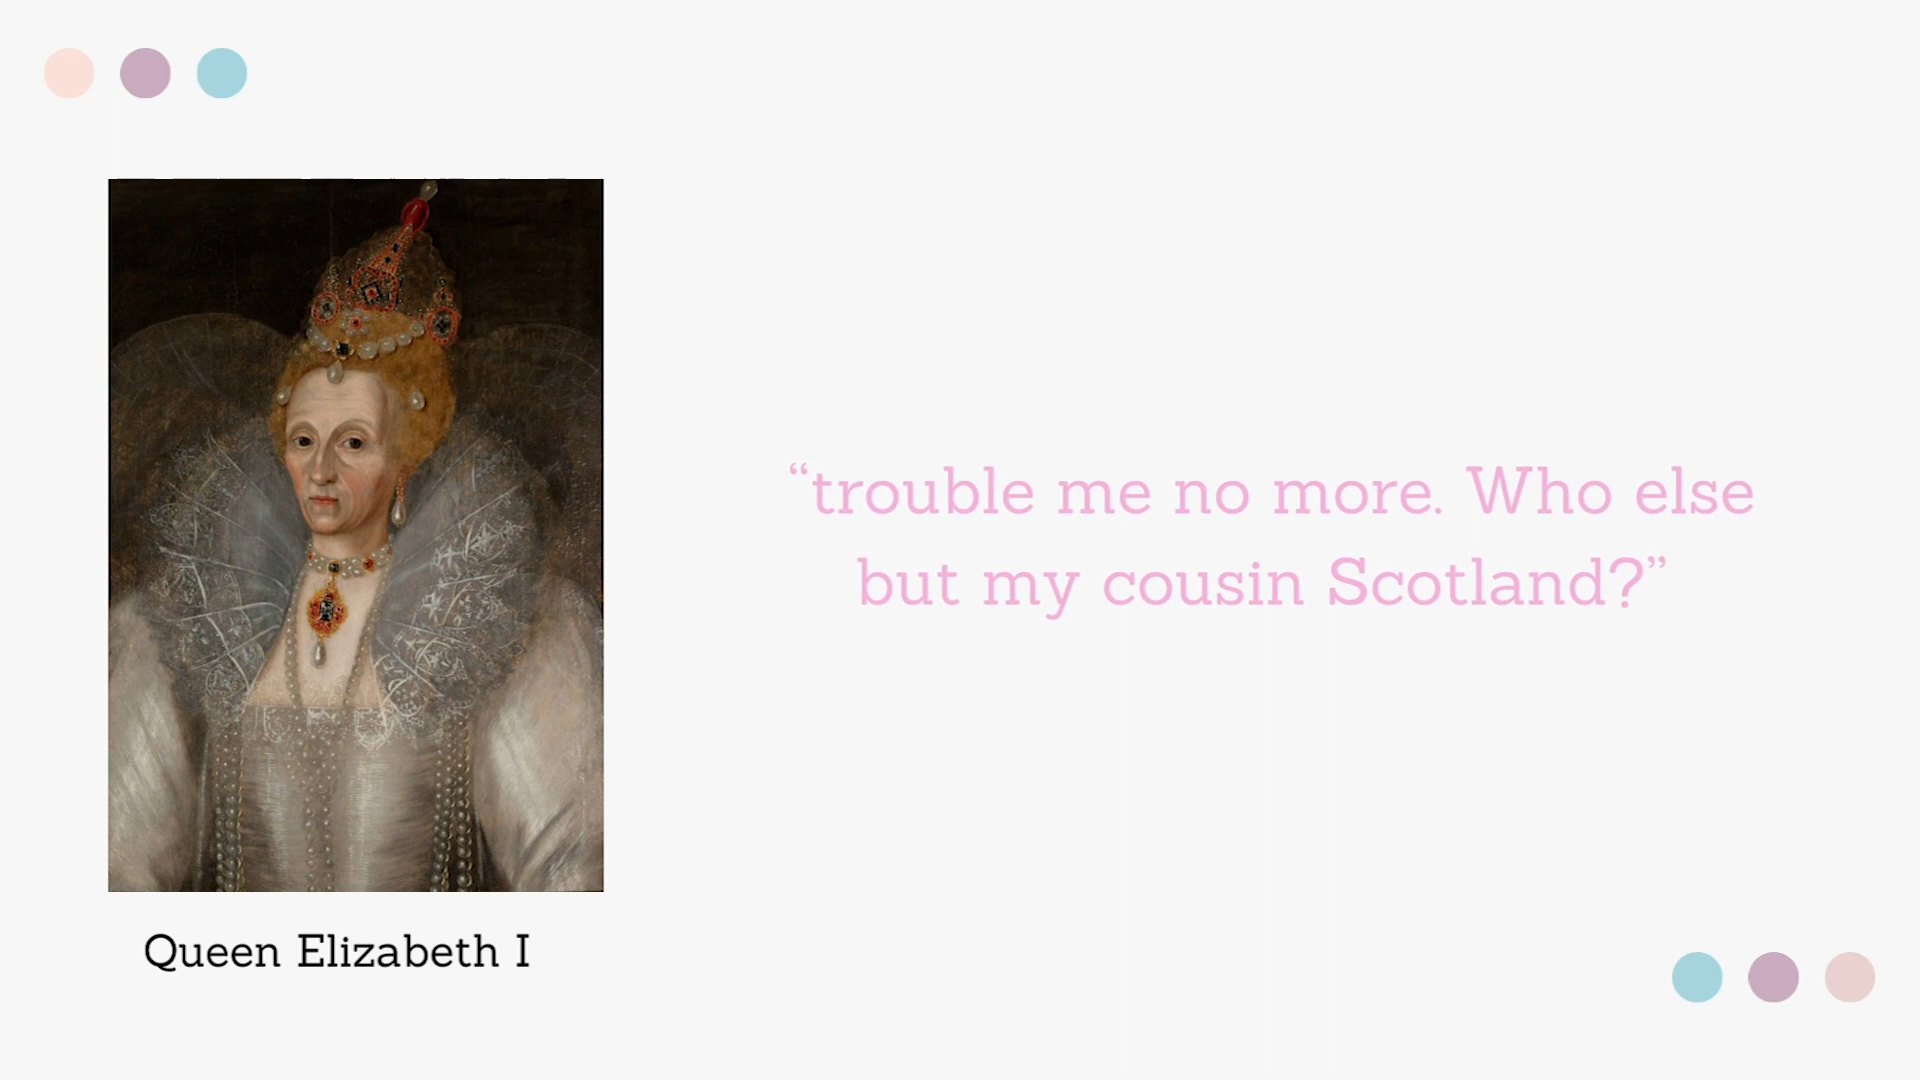 “trouble me no more. Who else
but my cousin Scotland?”
Queen Elizabeth I